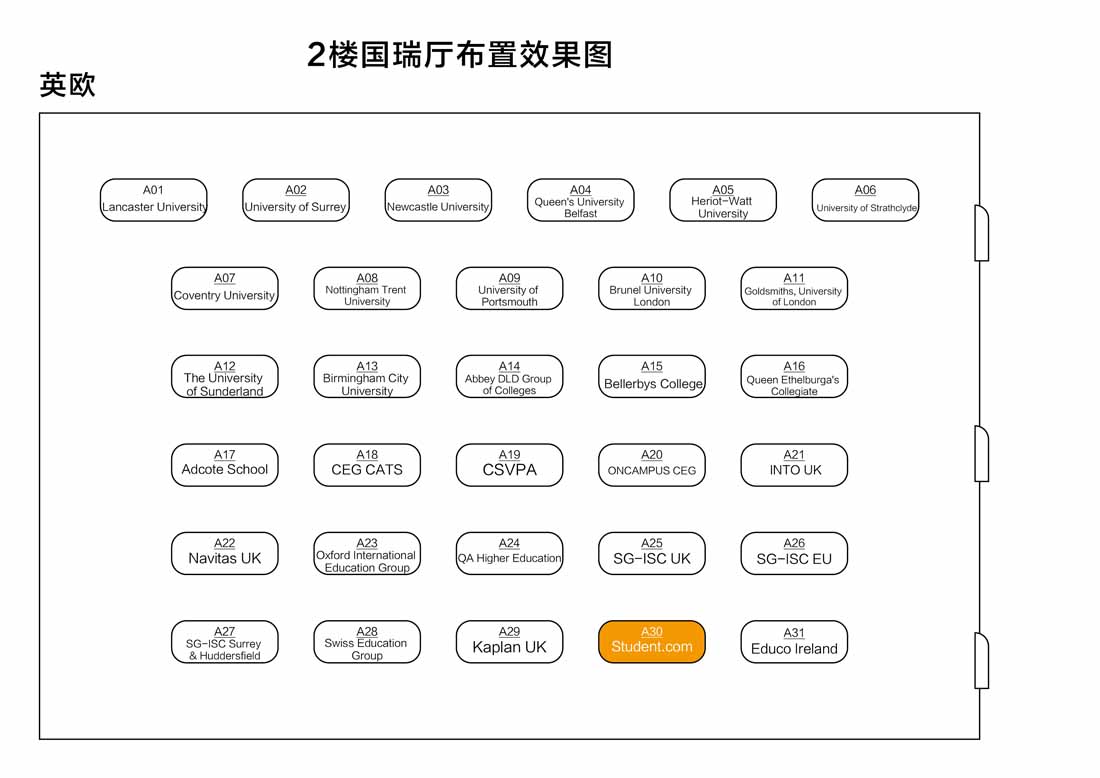 2楼国瑞厅布置效果图
英欧
A01
Lancaster University
A02
University of Surrey
A03
Newcastle University
A04
Queen's University
Belfast
A05
Heriot-Watt
University
A06
University of Strathclyde
A07
Coventry University
A08
Nottingham Trent
University
A09
University of
Portsmouth
A10
Brunel University
London
A11
Goldsmiths, University
of London
A12
The University
of Sunderland
A13
Birmingham City
University
A14
Abbey DLD Group
of Colleges
A15
Bellerbys College
A16
Queen Ethelburga's
Collegiate
A17
Adcote School
A18
CEG CATS
A19
CSVPA
A20
ONCAMPUS CEG
A21
INTO UK
A22
Navitas UK
A23
Oxford International
Education Group
A24
QA Higher Education
A25
SG-ISC UK
A26
SG-ISC EU
A27
SG-ISC Surrey
& Huddersfield
A28
Swiss Education
Group
A29
Kaplan UK
A30
Student.com
A31
Educo Ireland